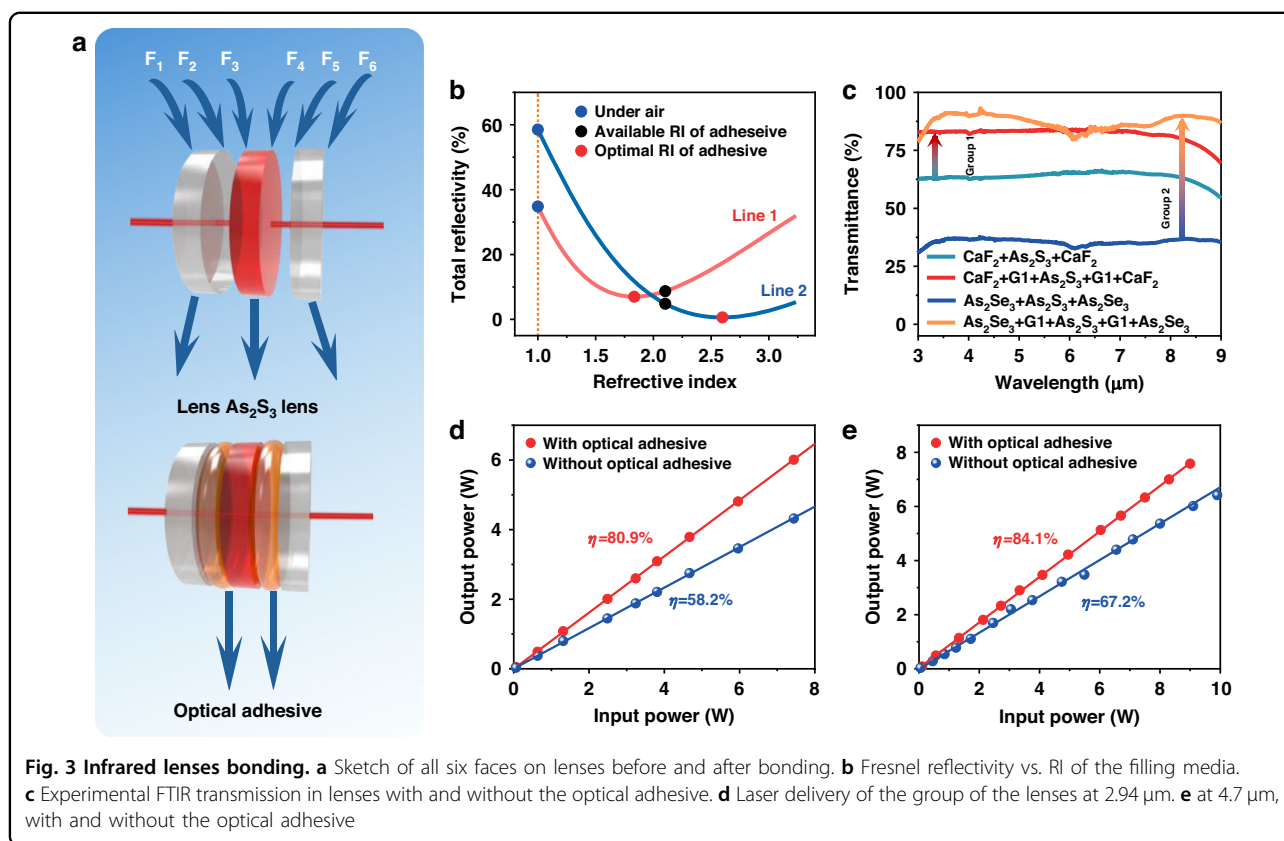 a
F₁ F₂ F₃ F₄ F₅ F₆
Lens As₂S₃ lens
Optical adhesive
b
Under air
Available RI of adheseive
Optimal RI of adhesive
Line 1
Line 2
Total reflectivity (%)
60
40
20
0
1.0 1.5 2.0 2.5 3.0
Refrective index
c
Transmittance (%)
100
75
50
25
0
Group 1
Group 2
CaF₂+As₂S₃+CaF₂
CaF₂+G1+As₂S₃+G1+CaF₂
As₂Se₃+As₂S₃+As₂Se₃
As₂Se₃+G1+As₂S₃+G1+As₂Se₃
3 4 5 6 7 8 9
Wavelength (μm)
d
With optical adhesive
Without optical adhesive
η=80.9%
η=58.2%
Output power (W)
6
4
2
0
0 2 4 6 8
Input power (W)
e
With optical adhesive
Without optical adhesive
η=84.1%
η=67.2%
Output power (W)
8
6
4
2
0
0 2 4 6 8 10
Input power (W)
Fig. 3 Infrared lenses bonding. a Sketch of all six faces on lenses before and after bonding. b Fresnel reflectivity vs. RI of the filling media.
c Experimental FTIR transmission in lenses with and without the optical adhesive. d Laser delivery of the group of the lenses at 2.94 μm. e at 4.7 μm,
with and without the optical adhesive